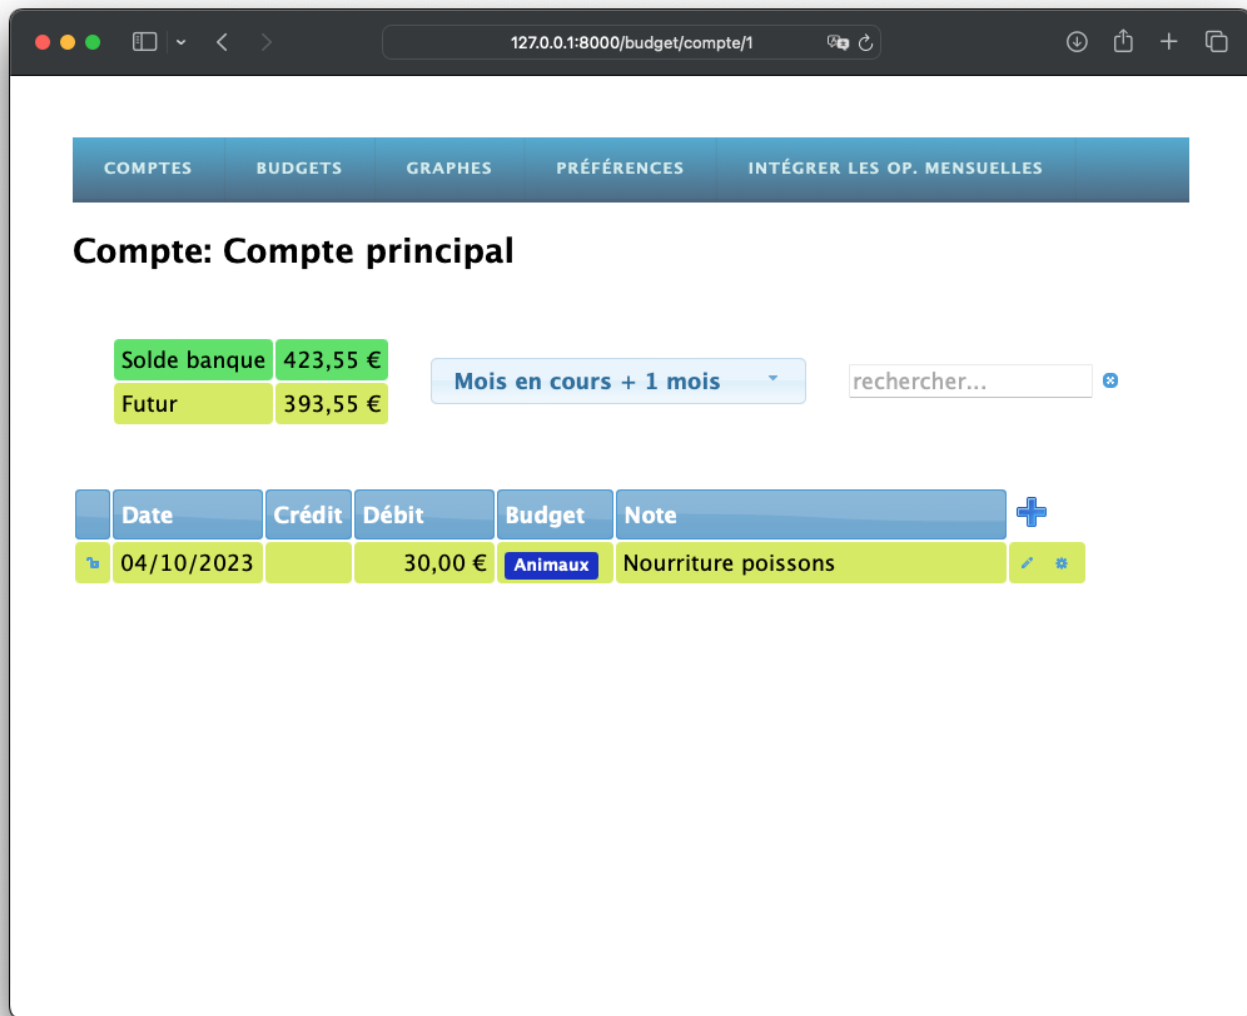 127.0.0.1:8000/budget/compte/1
COMPTES BUDGETS GRAPHES PRÉFÉRENCES INTÉGRER LES OP. MENSUELLES
Compte: Compte principal
Solde banque 423,55 €
Futur 393,55 €
Mois en cours + 1 mois
rechercher...
Date Crédit Débit Budget Note
04/10/2023 30,00 € Animaux Nourriture poissons